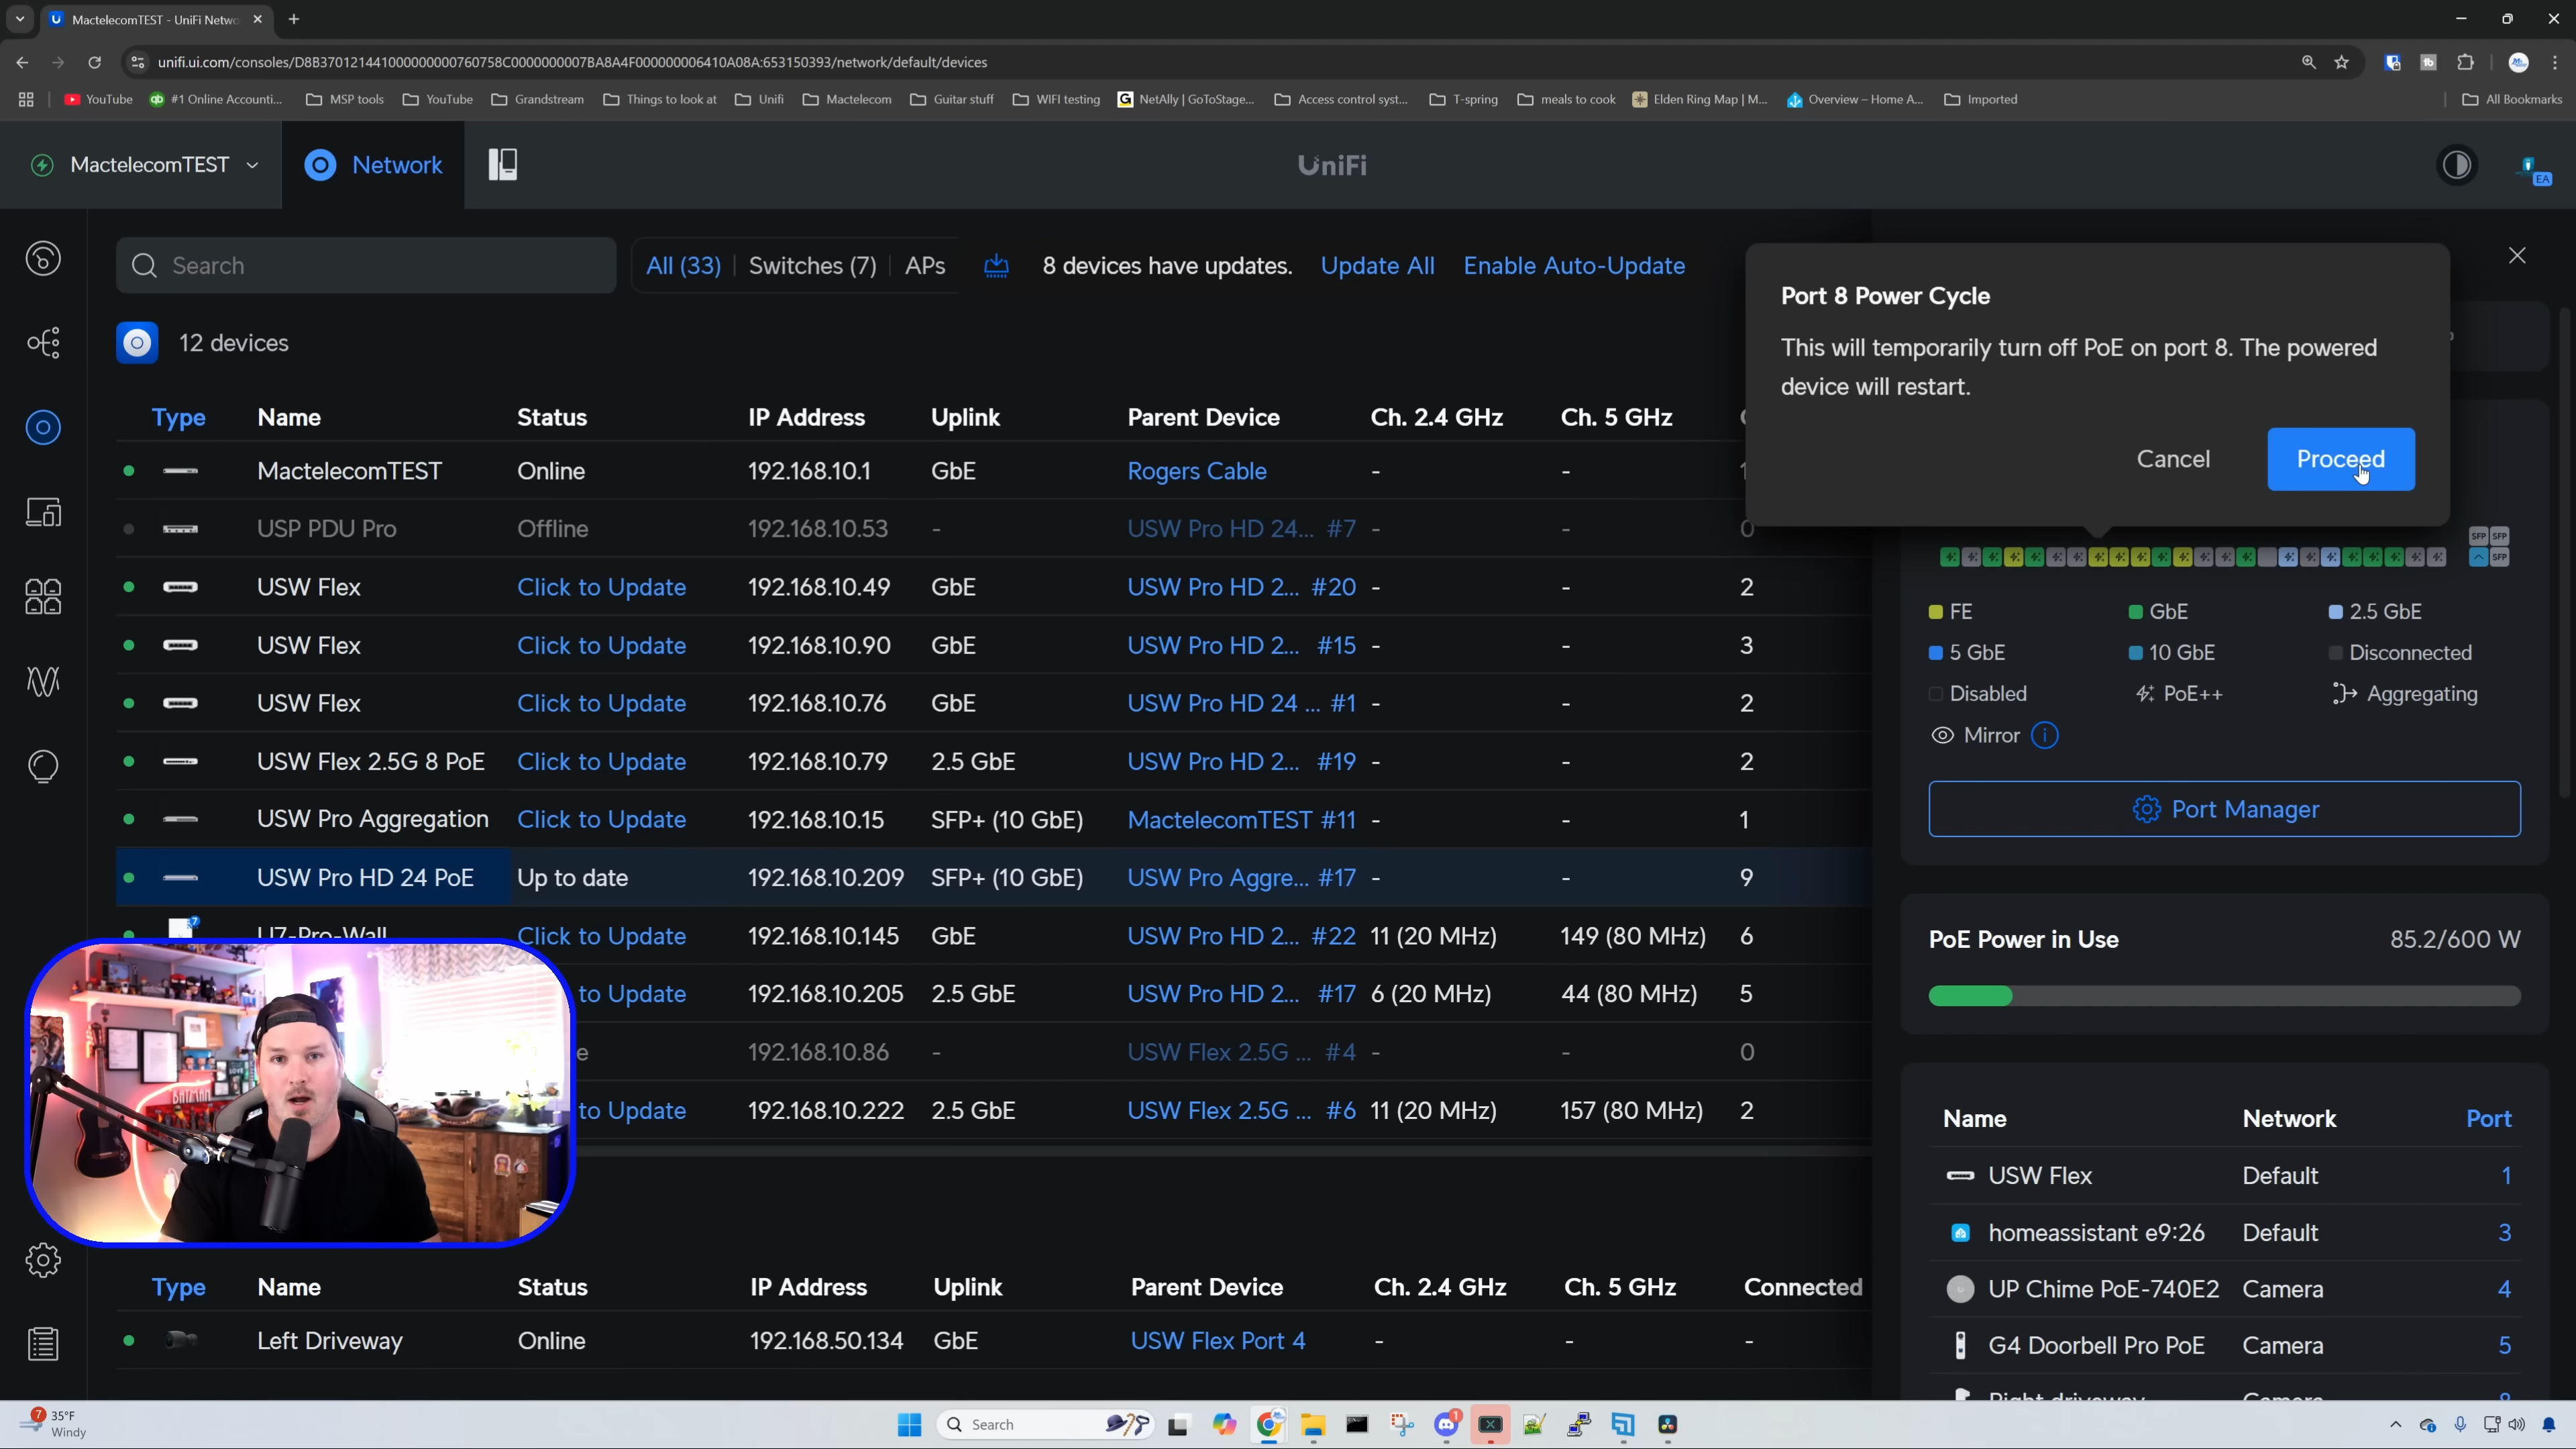 MactelecomTEST - UniFi Netwo
unifi.ui.com/consoles/D8B370121441000000000760758C0000000007BA8A4F000000006410A08A:653150393/network/default/devices
YouTube #1 Online Accounti... MSP tools YouTube Grandstream Things to look at Unifi Mactelecom Guitar stuff WIFI testing NetAlly | GoToStage... Access control syst... T-spring meals to cook Elden Ring Map | M... Overview – Home A... Imported All Bookmarks
MactelecomTEST Network UniFi EA
Search All (33) Switches (7) APs 8 devices have updates. Update All Enable Auto-Update
12 devices
Type Name Status IP Address Uplink Parent Device Ch. 2.4 GHz Ch. 5 GHz
MactelecomTEST Online 192.168.10.1 GbE Rogers Cable - -
USP PDU Pro Offline 192.168.10.53 - USW Pro HD 24... #7 - - 0
USW Flex Click to Update 192.168.10.49 GbE USW Pro HD 2... #20 - - 2
USW Flex Click to Update 192.168.10.90 GbE USW Pro HD 2... #15 - - 3
USW Flex Click to Update 192.168.10.76 GbE USW Pro HD 24 ... #1 - - 2
USW Flex 2.5G 8 PoE Click to Update 192.168.10.79 2.5 GbE USW Pro HD 2... #19 - - 2
USW Pro Aggregation Click to Update 192.168.10.15 SFP+ (10 GbE) MactelecomTEST #11 - - 1
USW Pro HD 24 PoE Up to date 192.168.10.209 SFP+ (10 GbE) USW Pro Aggre... #17 - - 9
U7-Pro-Wall Click to Update 192.168.10.145 GbE USW Pro HD 2... #22 11 (20 MHz) 149 (80 MHz) 6
to Update 192.168.10.205 2.5 GbE USW Pro HD 2... #17 6 (20 MHz) 44 (80 MHz) 5
e 192.168.10.86 - USW Flex 2.5G ... #4 - - 0
to Update 192.168.10.222 2.5 GbE USW Flex 2.5G ... #6 11 (20 MHz) 157 (80 MHz) 2
BATMAN
Type Name Status IP Address Uplink Parent Device Ch. 2.4 GHz Ch. 5 GHz Connected
Left Driveway Online 192.168.50.134 GbE USW Flex Port 4 - - -
Port 8 Power Cycle
This will temporarily turn off PoE on port 8. The powered
device will restart.
Cancel Proceed
SFP SFP
SFP
FE GbE 2.5 GbE
5 GbE 10 GbE Disconnected
Disabled PoE++ Aggregating
Mirror
Port Manager
PoE Power in Use 85.2/600 W
Name Network Port
USW Flex Default 1
homeassistant e9:26 Default 3
UP Chime PoE-740E2 Camera 4
G4 Doorbell Pro PoE Camera 5
Right driveway Camera 8
7 35°F
Windy
Search
1